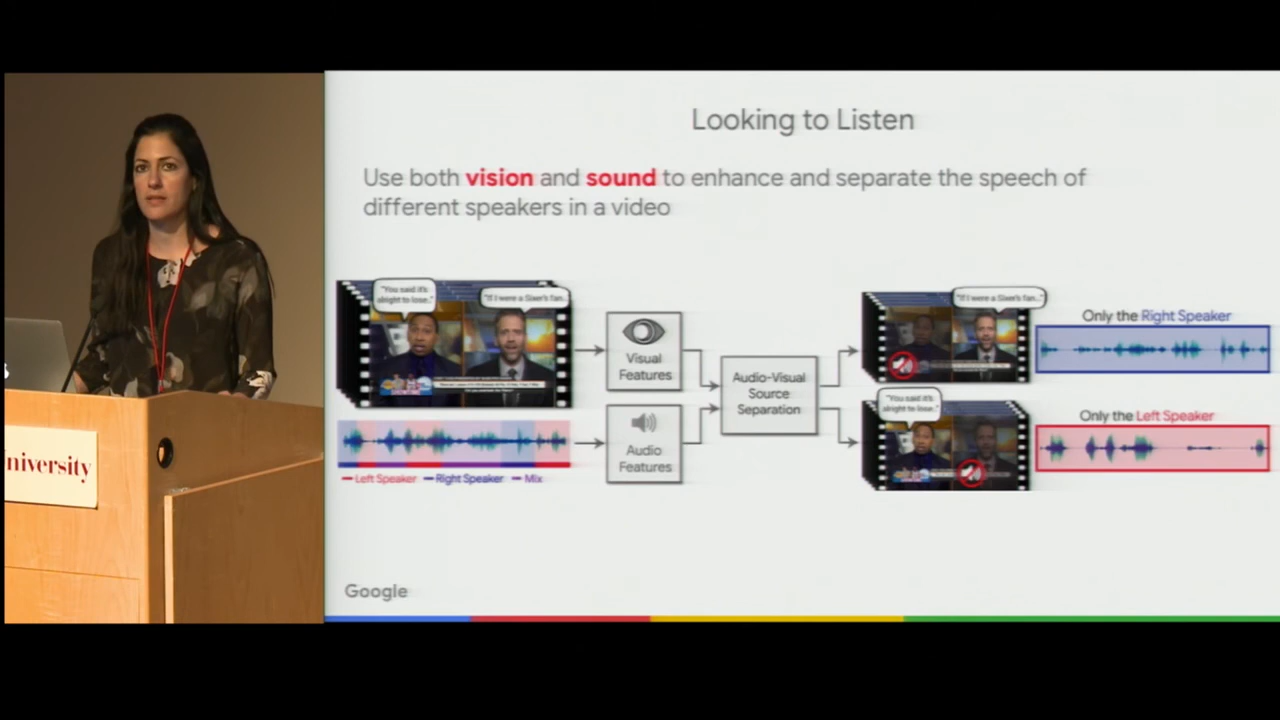 Looking to Listen
Use both vision and sound to enhance and separate the speech of
different speakers in a video
"You said it's
alright to lose.."
"If I were a Sixer's fan..
Visual
Features
Audio-Visual
Source
Separation
Audio
Features
Left Speaker Right Speaker Mix
"If I were a Sixer's fan.."
Only the Right Speaker
"You said it's
alright to lose.."
Only the Left Speaker
niversity
Google